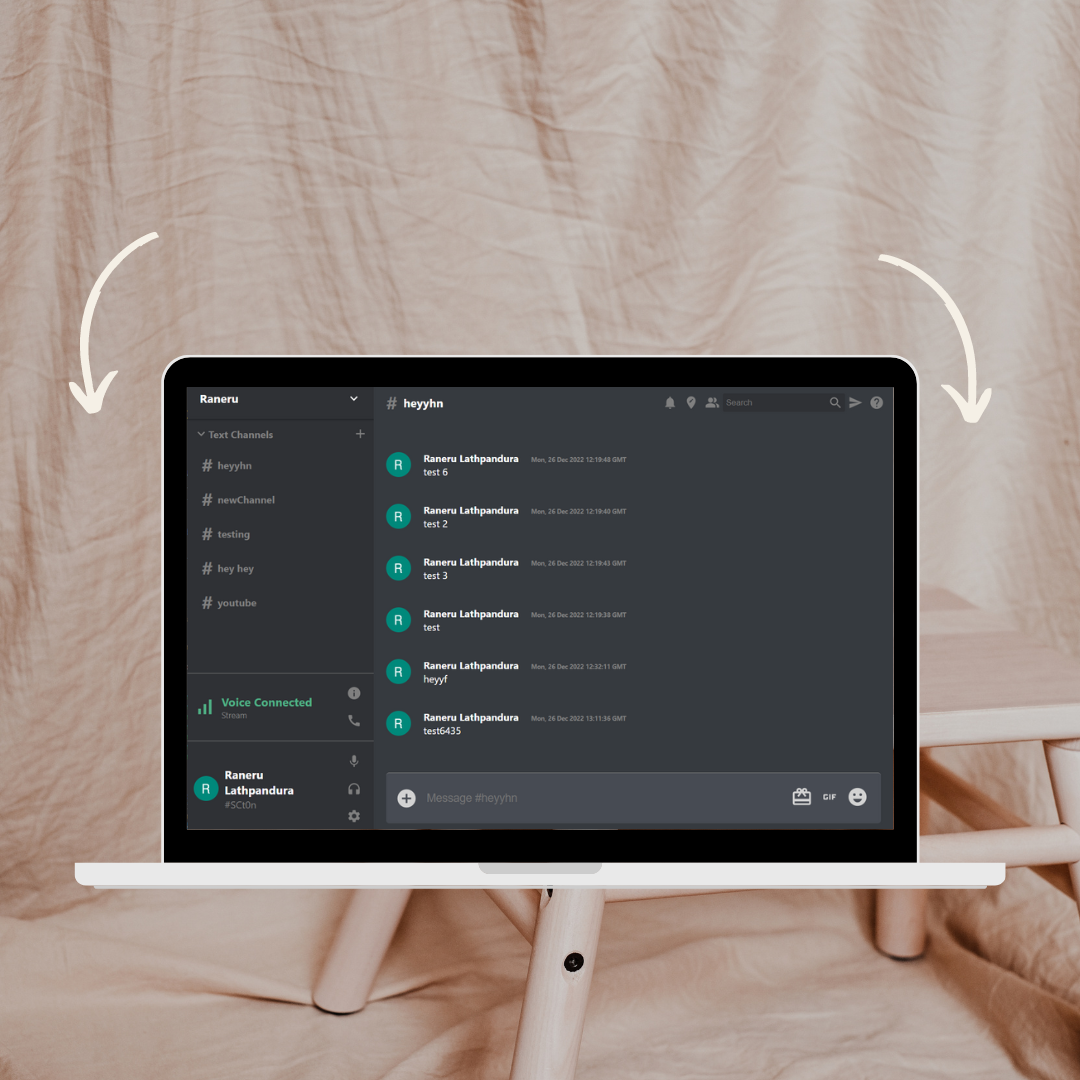 Raneru
Text Channels
# heyyhn
# newChannel
# testing
# hey hey
# youtube
Voice Connected
Stream
R
Raneru
Lathpandura
#SCt0n
# heyyhn
Search
R
Raneru Lathpandura Mon, 26 Dec 2022 12:19:48 GMT
test 6
R
Raneru Lathpandura Mon, 26 Dec 2022 12:19:40 GMT
test 2
R
Raneru Lathpandura Mon, 26 Dec 2022 12:19:43 GMT
test 3
R
Raneru Lathpandura Mon, 26 Dec 2022 12:19:38 GMT
test
R
Raneru Lathpandura Mon, 26 Dec 2022 12:32:11 GMT
heyyf
R
Raneru Lathpandura Mon, 26 Dec 2022 13:11:36 GMT
test6435
Message #heyyhn
GIF